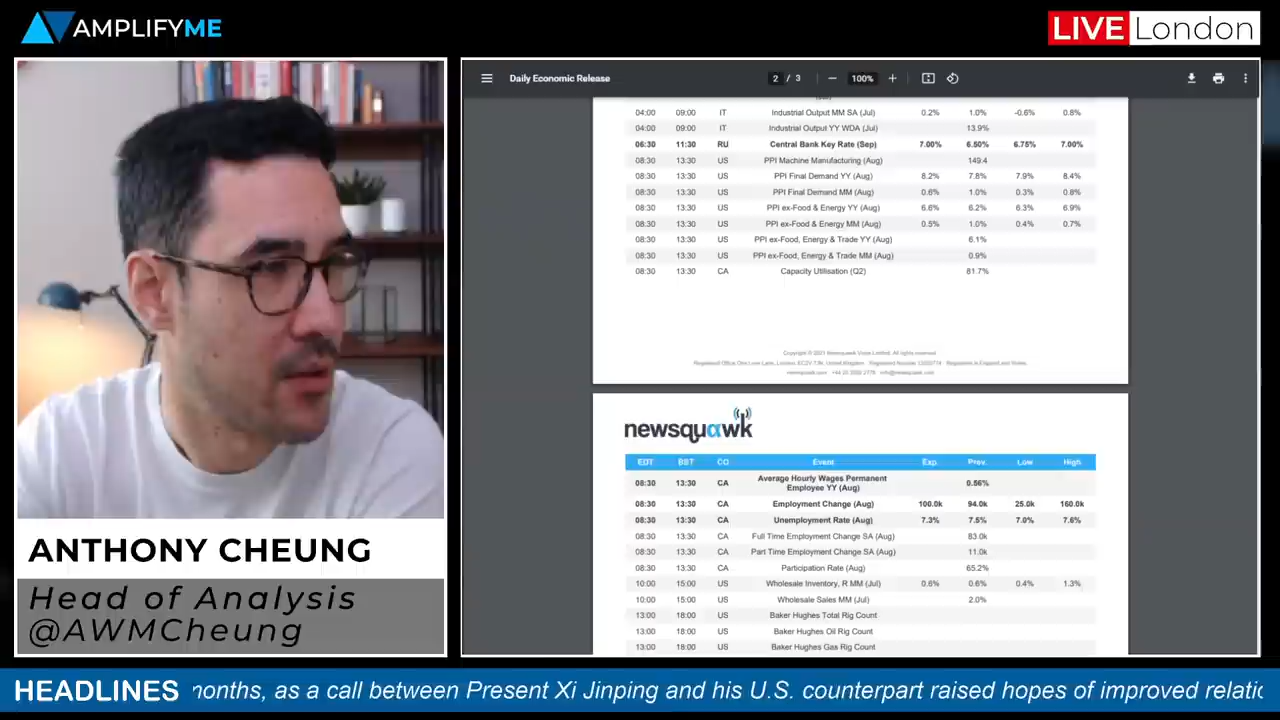 AMPLIFYME
LIVE London
Daily Economic Release
2 / 3
100%
04:00 09:00 IT Industrial Output MM SA (Jul) 0.2% 1.0% -0.6% 0.8%
04:00 09:00 IT Industrial Output YY WDA (Jul) 13.9%
06:30 11:30 RU Central Bank Key Rate (Sep) 7.00% 6.50% 6.75% 7.00%
08:30 13:30 US PPI Machine Manufacturing (Aug) 149.4
08:30 13:30 US PPI Final Demand YY (Aug) 8.2% 7.8% 7.9% 8.4%
08:30 13:30 US PPI Final Demand MM (Aug) 0.6% 1.0% 0.3% 0.8%
08:30 13:30 US PPI ex-Food & Energy YY (Aug) 6.6% 6.2% 6.3% 6.9%
08:30 13:30 US PPI ex-Food & Energy MM (Aug) 0.5% 1.0% 0.4% 0.7%
08:30 13:30 US PPI ex-Food, Energy & Trade YY (Aug) 6.1%
08:30 13:30 US PPI ex-Food, Energy & Trade MM (Aug) 0.9%
08:30 13:30 CA Capacity Utilisation (Q2) 81.7%
Copyright © 2021 Newsquawk Voice Limited. All rights reserved.
newsquawk
EDT BST CO Event Exp. Prev. Low High
08:30 13:30 CA Average Hourly Wages Permanent Employee YY (Aug) 0.56%
08:30 13:30 CA Employment Change (Aug) 100.0k 94.0k 25.0k 160.0k
08:30 13:30 CA Unemployment Rate (Aug) 7.3% 7.5% 7.0% 7.6%
08:30 13:30 CA Full Time Employment Change SA (Aug) 83.0k
08:30 13:30 CA Part Time Employment Change SA (Aug) 11.0k
08:30 13:30 CA Participation Rate (Aug) 65.2%
10:00 15:00 US Wholesale Inventory, R MM (Jul) 0.6% 0.6% 0.4% 1.3%
10:00 15:00 US Wholesale Sales MM (Jul) 2.0%
13:00 18:00 US Baker Hughes Total Rig Count
13:00 18:00 US Baker Hughes Oil Rig Count
13:00 18:00 US Baker Hughes Gas Rig Count
ANTHONY CHEUNG
Head of Analysis
@AWMCheung
HEADLINES months, as a call between Present Xi Jinping and his U.S. counterpart raised hopes of improved relatio